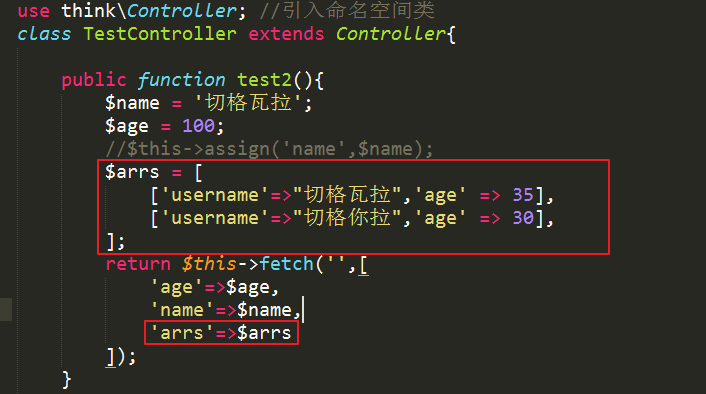 use think\Controller; //引入命名空间类
class TestController extends Controller{
public function test2(){
$name = '切格瓦拉';
$age = 100;
//$this->assign('name',$name);
$arrs = [
['username'=>"切格瓦拉",'age' => 35],
['username'=>"切格你拉",'age' => 30],
];
return $this->fetch('',[
'age'=>$age,
'name'=>$name,
'arrs'=>$arrs
]);
}